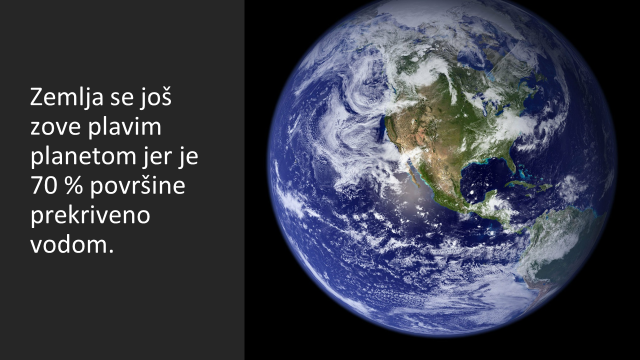 Zemlja se još
zove plavim
planetom jer je
70 % površine
prekriveno
vodom.